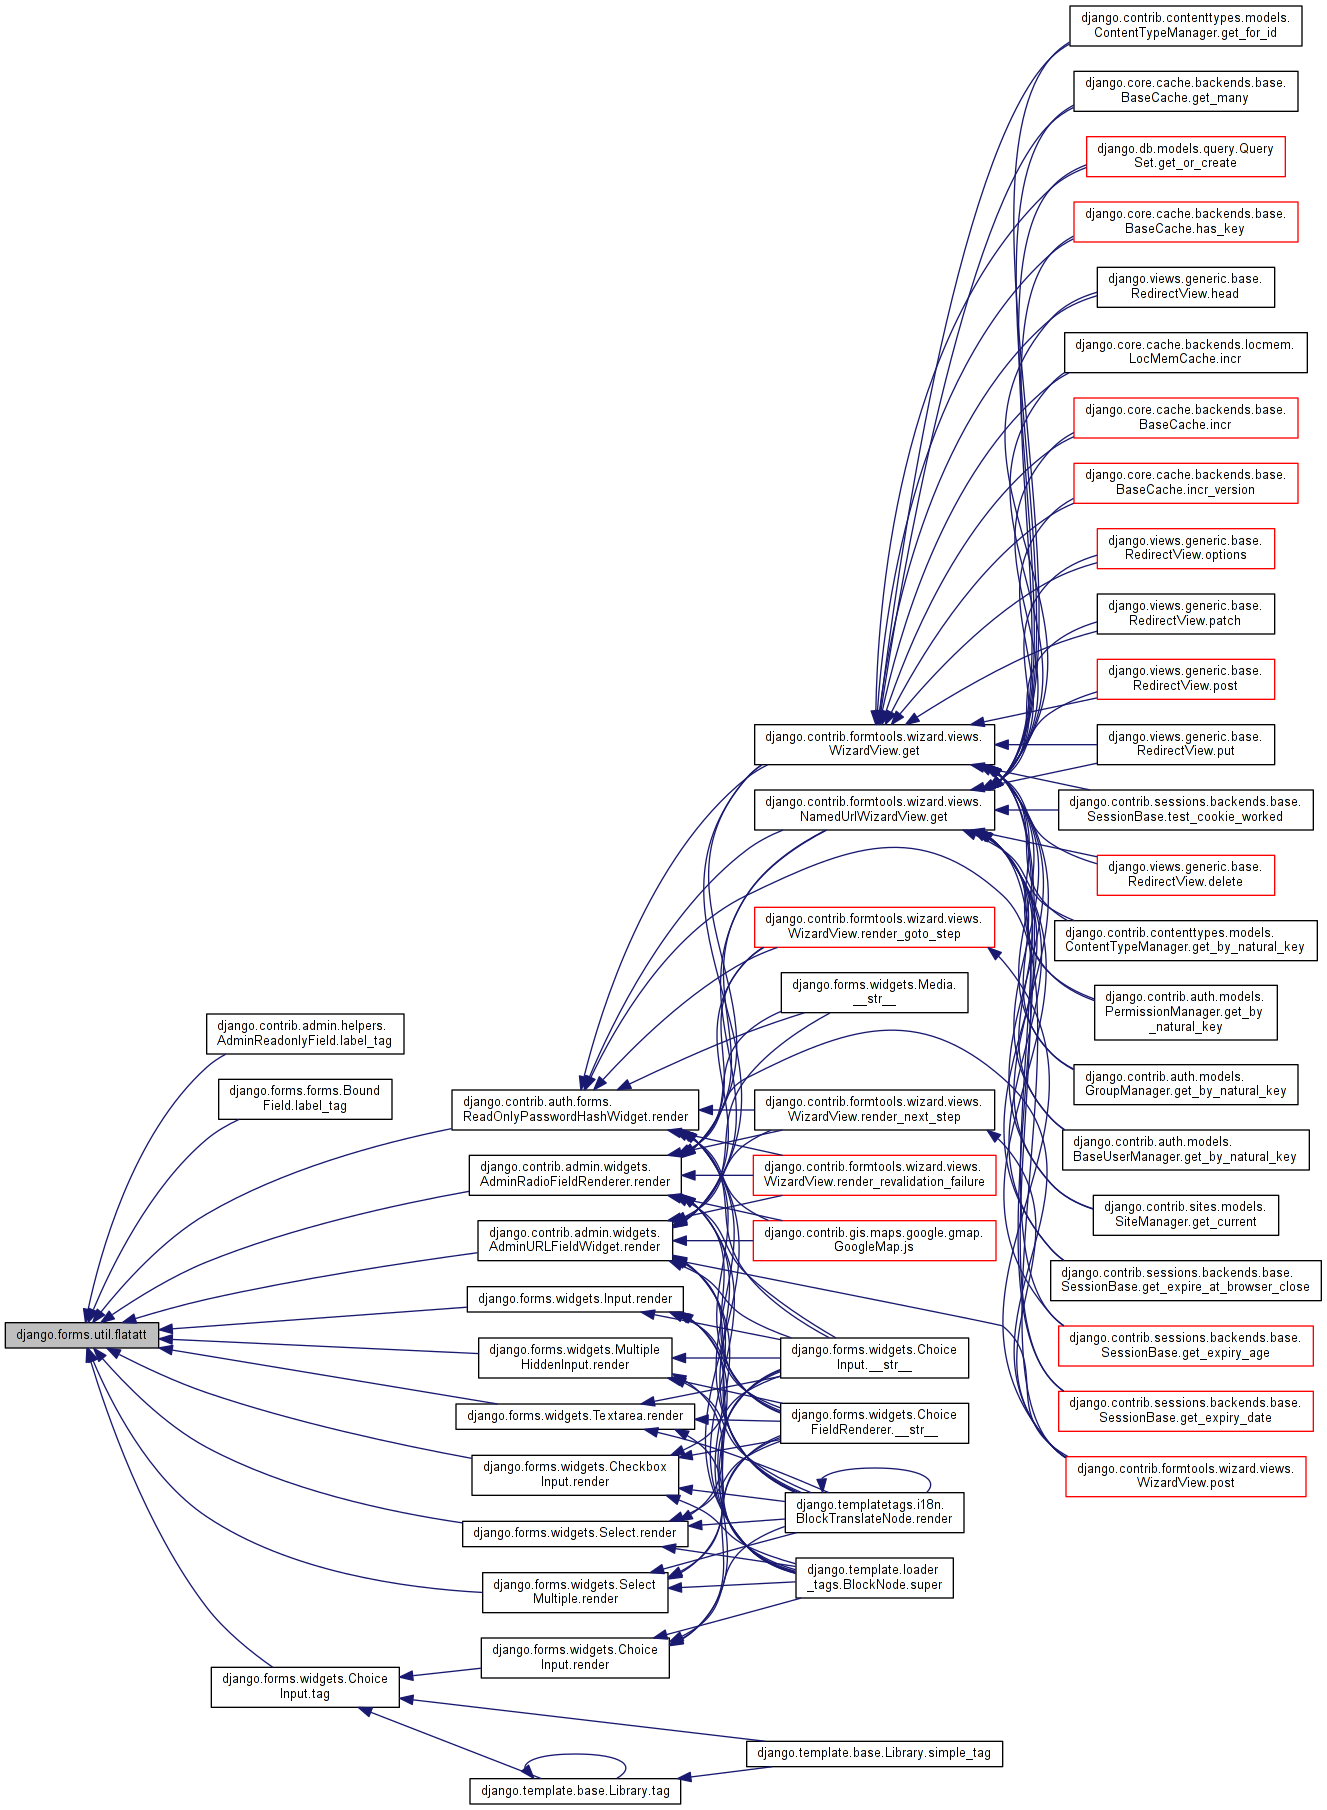 django.contrib.contenttypes.models.
ContentTypeManager.get_for_id
django.core.cache.backends.base.
BaseCache.get_many
django.db.models.query.Query
Set.get_or_create
django.core.cache.backends.base.
BaseCache.has_key
django.views.generic.base.
RedirectView.head
django.core.cache.backends.locmem.
LocMemCache.incr
django.core.cache.backends.base.
BaseCache.incr
django.core.cache.backends.base.
BaseCache.incr_version
django.views.generic.base.
RedirectView.options
django.views.generic.base.
RedirectView.patch
django.views.generic.base.
RedirectView.post
django.contrib.formtools.wizard.views.
WizardView.get
django.views.generic.base.
RedirectView.put
django.contrib.formtools.wizard.views.
NamedUrlWizardView.get
django.contrib.sessions.backends.base.
SessionBase.test_cookie_worked
django.views.generic.base.
RedirectView.delete
django.contrib.formtools.wizard.views.
WizardView.render_goto_step
django.contrib.contenttypes.models.
ContentTypeManager.get_by_natural_key
django.forms.widgets.Media.
__str__
django.contrib.auth.models.
PermissionManager.get_by
_natural_key
django.contrib.admin.helpers.
AdminReadonlyField.label_tag
django.forms.forms.Bound
Field.label_tag
django.contrib.auth.forms.
ReadOnlyPasswordHashWidget.render
django.contrib.formtools.wizard.views.
WizardView.render_next_step
django.contrib.auth.models.
GroupManager.get_by_natural_key
django.contrib.auth.models.
BaseUserManager.get_by_natural_key
django.contrib.admin.widgets.
AdminRadioFieldRenderer.render
django.contrib.formtools.wizard.views.
WizardView.render_revalidation_failure
django.contrib.sites.models.
SiteManager.get_current
django.contrib.admin.widgets.
AdminURLFieldWidget.render
django.contrib.gis.maps.google.gmap.
GoogleMap.js
django.contrib.sessions.backends.base.
SessionBase.get_expire_at_browser_close
django.forms.widgets.Input.render
django.forms.util.flatatt
django.forms.widgets.Multiple
HiddenInput.render
django.forms.widgets.Choice
Input.__str__
django.contrib.sessions.backends.base.
SessionBase.get_expiry_age
django.forms.widgets.Textarea.render
django.forms.widgets.Choice
FieldRenderer.__str__
django.contrib.sessions.backends.base.
SessionBase.get_expiry_date
django.forms.widgets.Checkbox
Input.render
django.contrib.formtools.wizard.views.
WizardView.post
django.templatetags.i18n.
BlockTranslateNode.render
django.forms.widgets.Select.render
django.template.loader
_tags.BlockNode.super
django.forms.widgets.Select
Multiple.render
django.forms.widgets.Choice
Input.render
django.forms.widgets.Choice
Input.tag
django.template.base.Library.simple_tag
django.template.base.Library.tag